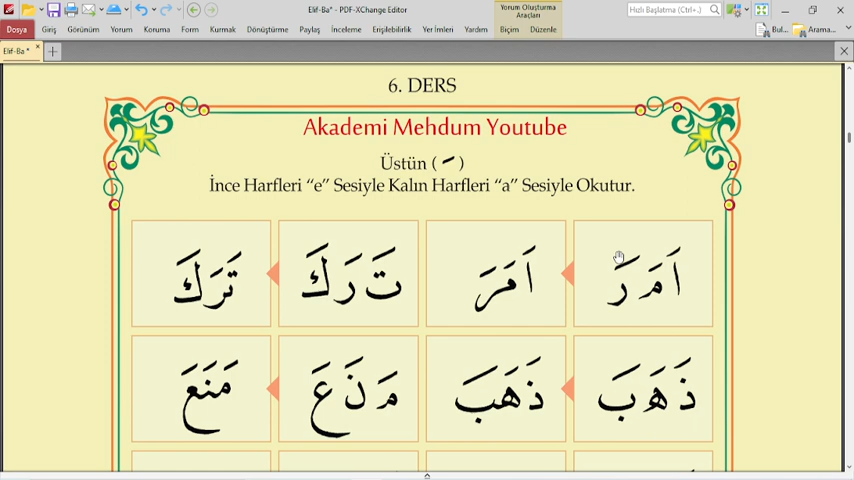 Elif-Ba* - PDF-XChange Editor
Yorum Oluşturma Araçları
Hızlı Başlatma (Ctrl+.)
Dosya Giriş Görünüm Yorum Koruma Form Kurmak Dönüştürme Paylaş İnceleme Erişilebilirlik Yer İmleri Yardım Biçim Düzenle Bul... Arama...
Elif-Ba *
6. DERS
Akademi Mehdum Youtube
Üstün ( َ )
İnce Harfleri “e” Sesiyle Kalın Harfleri “a” Sesiyle Okutur.
اَ مَ رَ اَمَرَ تَ رَ كَ تَرَكَ
ذَ هَ بَ ذَهَبَ مَ نَ عَ مَنَعَ